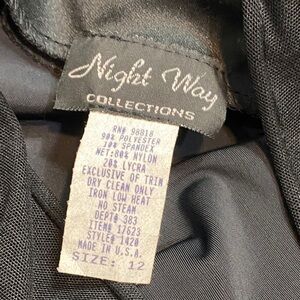 Night Way
COLLECTIONS
RN# 98818
90% POLYESTER
10% SPANDEX
NET:80% NYLON
20% LYCRA
EXCLUSIVE OF TRIM
DRY CLEAN ONLY
IRON LOW HEAT
NO STEAM
DEPT# 383
ITEM# 17623
STYLE# 1420
MADE IN U.S.A.
SIZE: 12